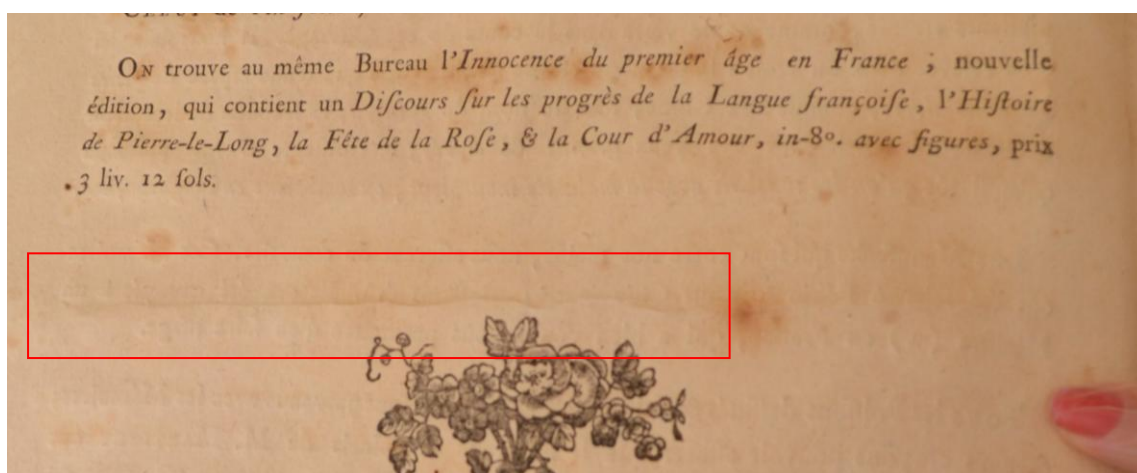 ON trouve au même Bureau l'Innocence du premier âge en France ; nouvelle
édition, qui contient un Diſcours ſur les progrès de la Langue françoiſe, l'Hiſtoire
de Pierre-le-Long, la Fête de la Roſe, & la Cour d'Amour, in-8o. avec figures, prix
3 liv. 12 ſols.